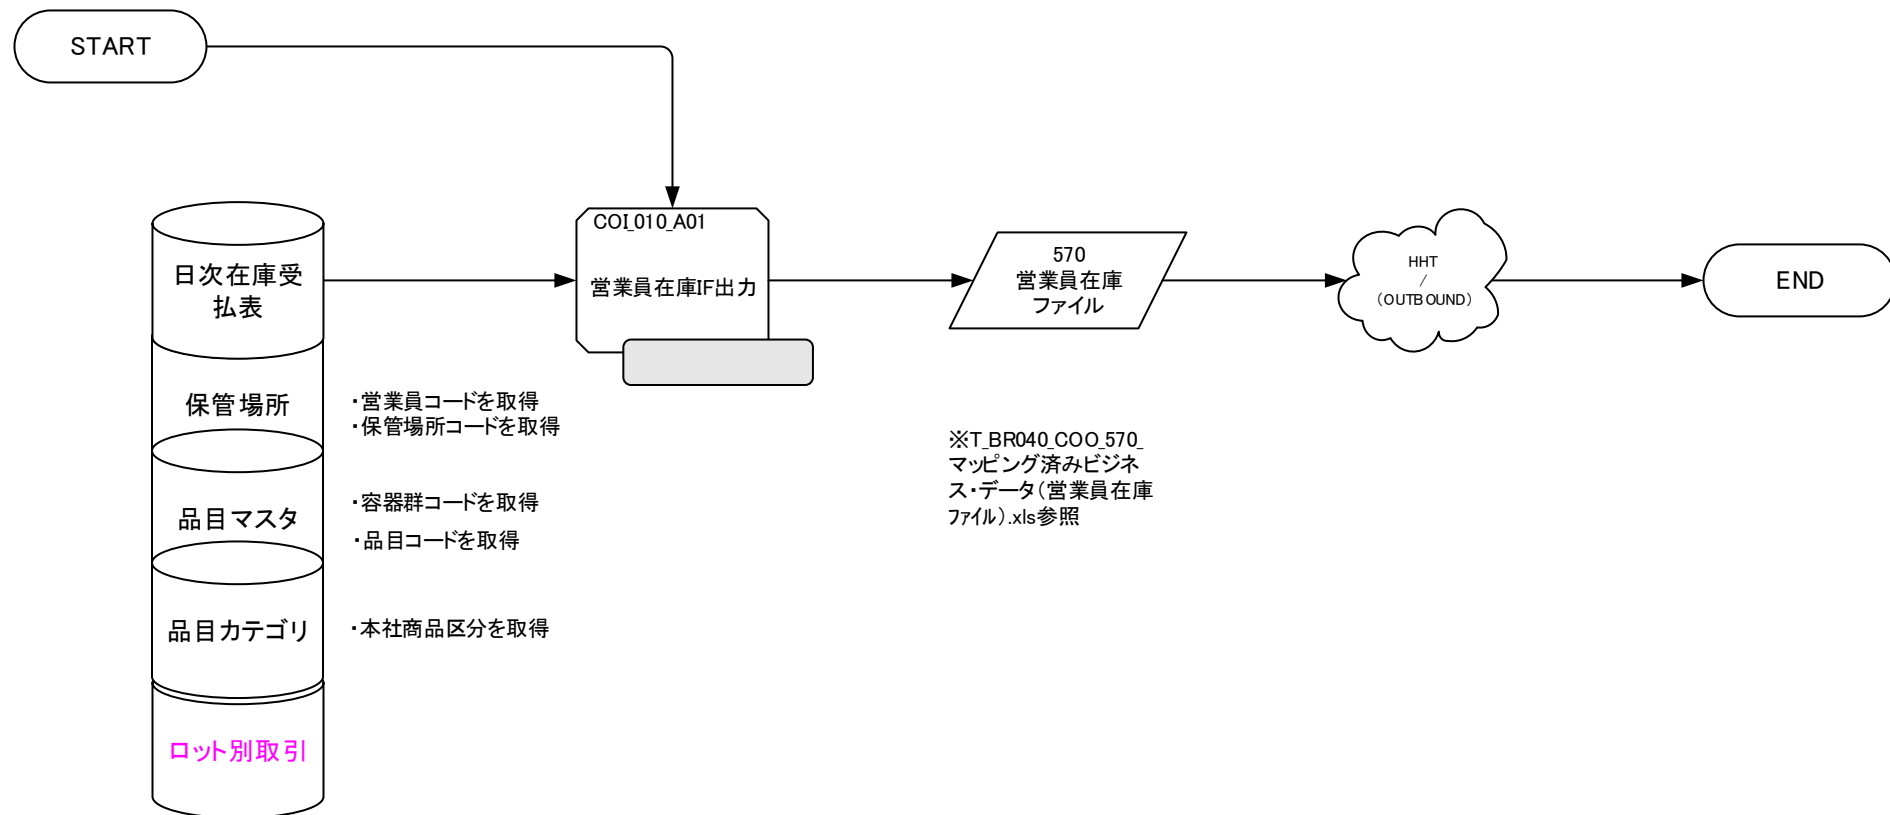 START
COI_010_A01
営業員在庫IF出力
日次在庫受
払表
570
営業員在庫
ファイル
HHT
/
（OUTBOUND）
END
保管場所
・営業員コードを取得
・保管場所コードを取得
※T_BR040_COO_570_
マッピング済みビジネ
ス・データ（営業員在庫
ファイル）.xls参照
品目マスタ
・容器群コードを取得
・品目コードを取得
品目カテゴリ
・本社商品区分を取得
ロット別取引